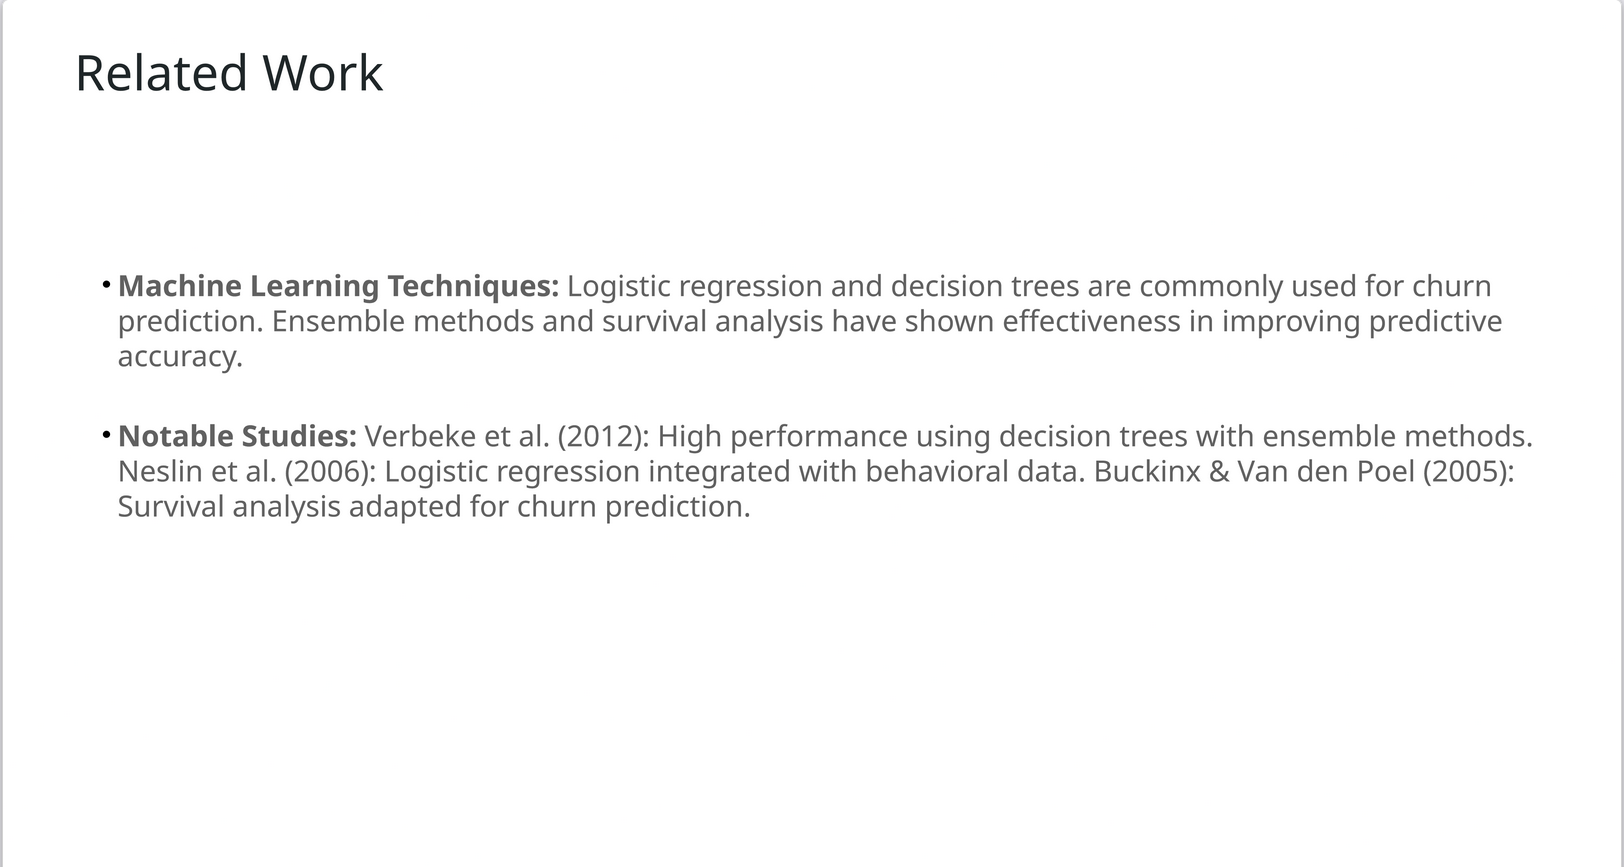 Related Work
• Machine Learning Techniques: Logistic regression and decision trees are commonly used for churn
prediction. Ensemble methods and survival analysis have shown effectiveness in improving predictive
accuracy.
• Notable Studies: Verbeke et al. (2012): High performance using decision trees with ensemble methods.
Neslin et al. (2006): Logistic regression integrated with behavioral data. Buckinx & Van den Poel (2005):
Survival analysis adapted for churn prediction.